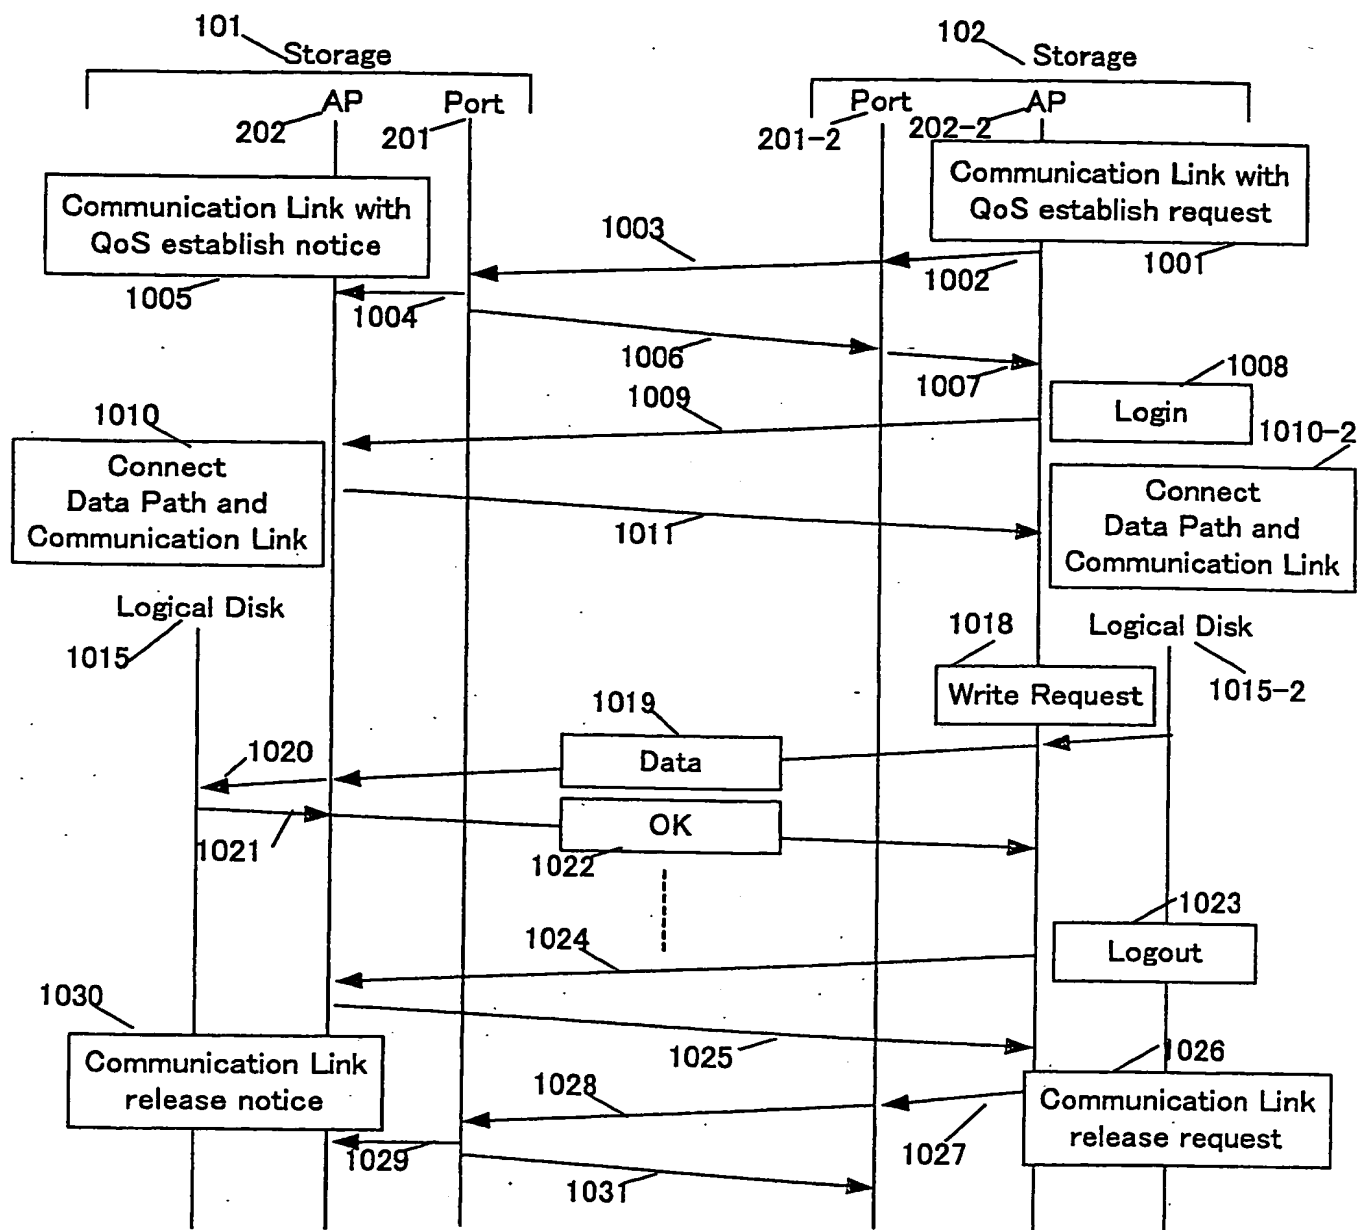 101
Storage
102
Storage
AP
Port
Port
AP
202
201
201-2
202-2
Communication Link with
QoS establish notice
Communication Link with
QoS establish request
1003
1002
1001
1005
1004
1006
1007
1008
1009
Login
1010
1010-2
Connect
Data Path and
Communication Link
Connect
Data Path and
Communication Link
1011
Logical Disk
1018
Logical Disk
1015
1015-2
Write Request
1019
1020
Data
OK
1021
1022
1023
1024
Logout
1030
1025
1026
Communication Link
release notice
1028
Communication Link
release request
1027
1029
1031